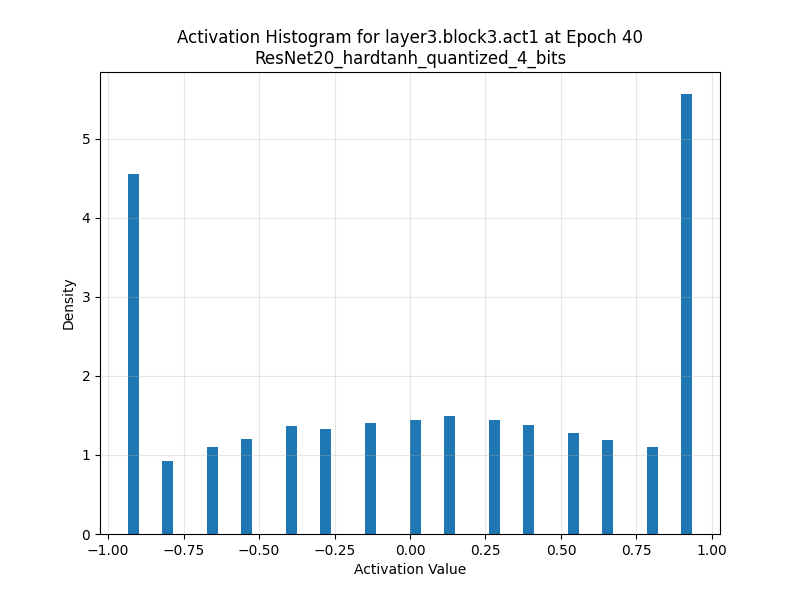 Activation Histogram for layer3.block3.act1 at Epoch 40
ResNet20_hardtanh_quantized_4_bits
Density
5
4
3
2
1
0
−1.00 −0.75 −0.50 −0.25 0.00 0.25 0.50 0.75 1.00
Activation Value